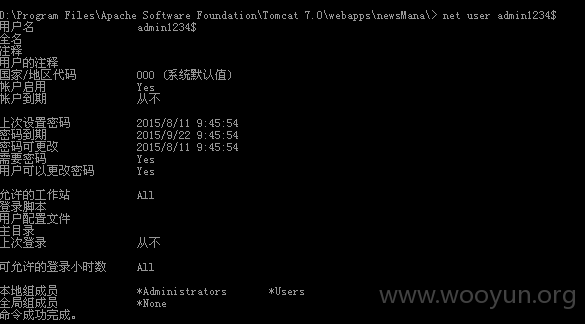 D:\Program Files\Apache Software Foundation\Tomcat 7.0\webapps\newsMana\> net user admin1234$
用户名 admin1234$
全名
注释
用户的注释
国家/地区代码 000 (系统默认值)
帐户启用 Yes
帐户到期 从不
上次设置密码 2015/8/11 9:45:54
密码到期 2015/9/22 9:45:54
密码可更改 2015/8/11 9:45:54
需要密码 Yes
用户可以更改密码 Yes
允许的工作站 All
登录脚本
用户配置文件
主目录
上次登录 从不
可允许的登录小时数 All
本地组成员 *Administrators *Users
全局组成员 *None
命令成功完成。
www.wooyun.org